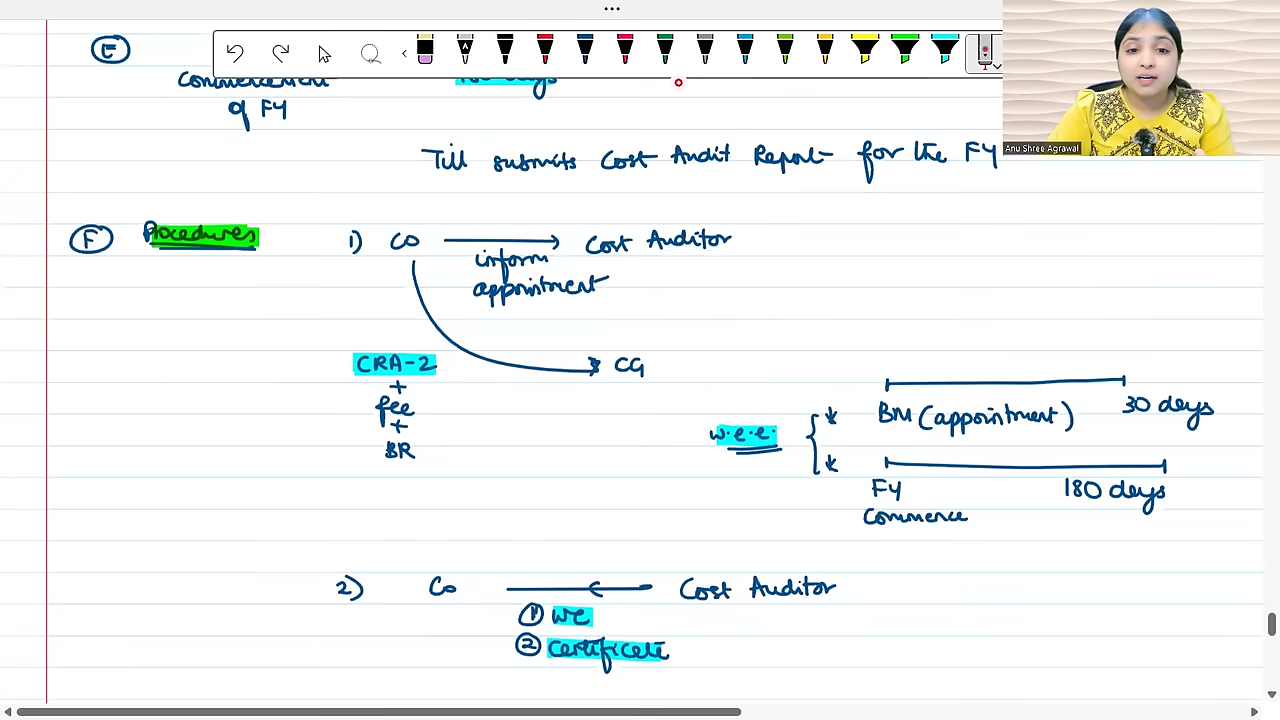 ...
Anu Shree Agrawal
E
Commencement
180 days
of FY
Till submits Cost Audit Report for the FY
F Procedures
1) Co Cost Auditor
inform
appointment
CRA-2
CG
+
fee
+
BR
w.e.e.
BM (appointment) 30 days
FY 180 days
Commence
2) Co Cost Auditor
1 WC
2 Certificate